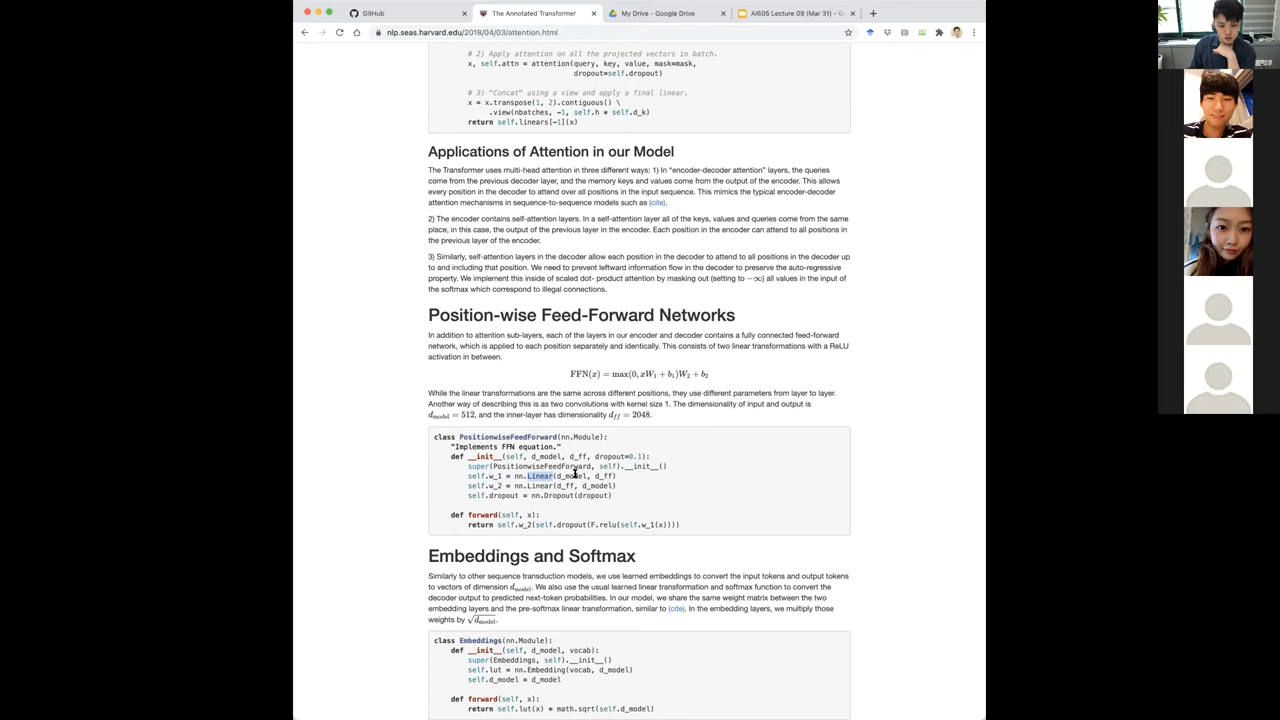 GitHub
The Annotated Transformer
My Drive - Google Drive
AI605 Lecture 09 (Mar 31) - G
nlp.seas.harvard.edu/2018/04/03/attention.html
# 2) Apply attention on all the projected vectors in batch.
x, self.attn = attention(query, key, value, mask=mask,
dropout=self.dropout)
# 3) "Concat" using a view and apply a final linear.
x = x.transpose(1, 2).contiguous() \
.view(nbatches, -1, self.h * self.d_k)
return self.linears[-1](x)
Applications of Attention in our Model
The Transformer uses multi-head attention in three different ways: 1) In “encoder-decoder attention” layers, the queries
come from the previous decoder layer, and the memory keys and values come from the output of the encoder. This allows
every position in the decoder to attend over all positions in the input sequence. This mimics the typical encoder-decoder
attention mechanisms in sequence-to-sequence models such as (cite).
2) The encoder contains self-attention layers. In a self-attention layer all of the keys, values and queries come from the same
place, in this case, the output of the previous layer in the encoder. Each position in the encoder can attend to all positions in
the previous layer of the encoder.
3) Similarly, self-attention layers in the decoder allow each position in the decoder to attend to all positions in the decoder up
to and including that position. We need to prevent leftward information flow in the decoder to preserve the auto-regressive
property. We implement this inside of scaled dot- product attention by masking out (setting to −∞) all values in the input of
the softmax which correspond to illegal connections.
Position-wise Feed-Forward Networks
In addition to attention sub-layers, each of the layers in our encoder and decoder contains a fully connected feed-forward
network, which is applied to each position separately and identically. This consists of two linear transformations with a ReLU
activation in between.
FFN(x) = max(0, xW₁ + b₁)W₂ + b₂
While the linear transformations are the same across different positions, they use different parameters from layer to layer.
Another way of describing this is as two convolutions with kernel size 1. The dimensionality of input and output is
d_model = 512, and the inner-layer has dimensionality d_ff = 2048.
class PositionwiseFeedForward(nn.Module):
"Implements FFN equation."
def __init__(self, d_model, d_ff, dropout=0.1):
super(PositionwiseFeedForward, self).__init__()
self.w_1 = nn.Linear(d_model, d_ff)
self.w_2 = nn.Linear(d_ff, d_model)
self.dropout = nn.Dropout(dropout)
def forward(self, x):
return self.w_2(self.dropout(F.relu(self.w_1(x))))
Embeddings and Softmax
Similarly to other sequence transduction models, we use learned embeddings to convert the input tokens and output tokens
to vectors of dimension d_model. We also use the usual learned linear transformation and softmax function to convert the
decoder output to predicted next-token probabilities. In our model, we share the same weight matrix between the two
embedding layers and the pre-softmax linear transformation, similar to (cite). In the embedding layers, we multiply those
weights by √d_model.
class Embeddings(nn.Module):
def __init__(self, d_model, vocab):
super(Embeddings, self).__init__()
self.lut = nn.Embedding(vocab, d_model)
self.d_model = d_model
def forward(self, x):
return self.lut(x) * math.sqrt(self.d_model)